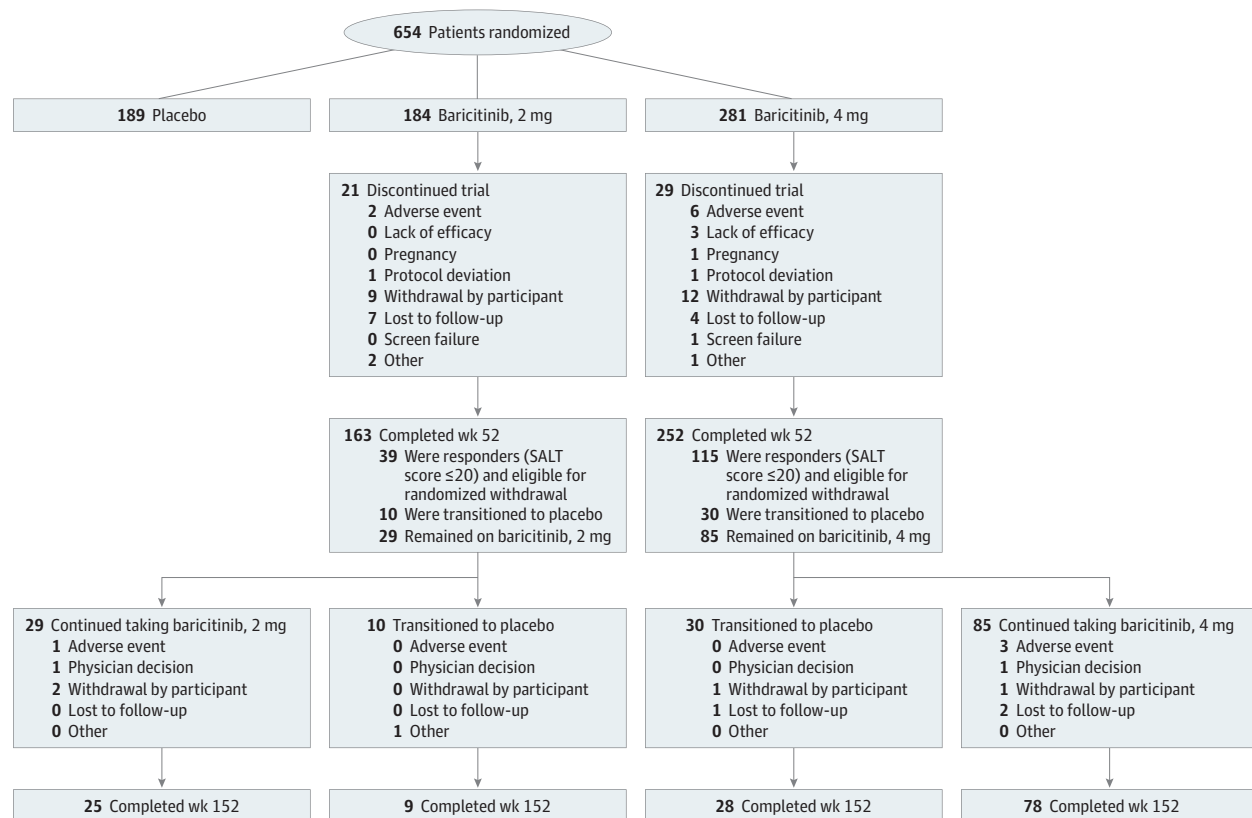 654 Patients randomized
189 Placebo
184 Baricitinib, 2 mg
281 Baricitinib, 4 mg
21 Discontinued trial
2 Adverse event
0 Lack of efficacy
0 Pregnancy
1 Protocol deviation
9 Withdrawal by participant
7 Lost to follow-up
0 Screen failure
2 Other
29 Discontinued trial
6 Adverse event
3 Lack of efficacy
1 Pregnancy
1 Protocol deviation
12 Withdrawal by participant
4 Lost to follow-up
1 Screen failure
1 Other
163 Completed wk 52
39 Were responders (SALT
score ≤20) and eligible for
randomized withdrawal
10 Were transitioned to placebo
29 Remained on baricitinib, 2 mg
252 Completed wk 52
115 Were responders (SALT
score ≤20) and eligible for
randomized withdrawal
30 Were transitioned to placebo
85 Remained on baricitinib, 4 mg
29 Continued taking baricitinib, 2 mg
1 Adverse event
1 Physician decision
2 Withdrawal by participant
0 Lost to follow-up
0 Other
10 Transitioned to placebo
0 Adverse event
0 Physician decision
0 Withdrawal by participant
0 Lost to follow-up
1 Other
30 Transitioned to placebo
0 Adverse event
0 Physician decision
1 Withdrawal by participant
1 Lost to follow-up
0 Other
85 Continued taking baricitinib, 4 mg
3 Adverse event
1 Physician decision
1 Withdrawal by participant
2 Lost to follow-up
0 Other
25 Completed wk 152
9 Completed wk 152
28 Completed wk 152
78 Completed wk 152